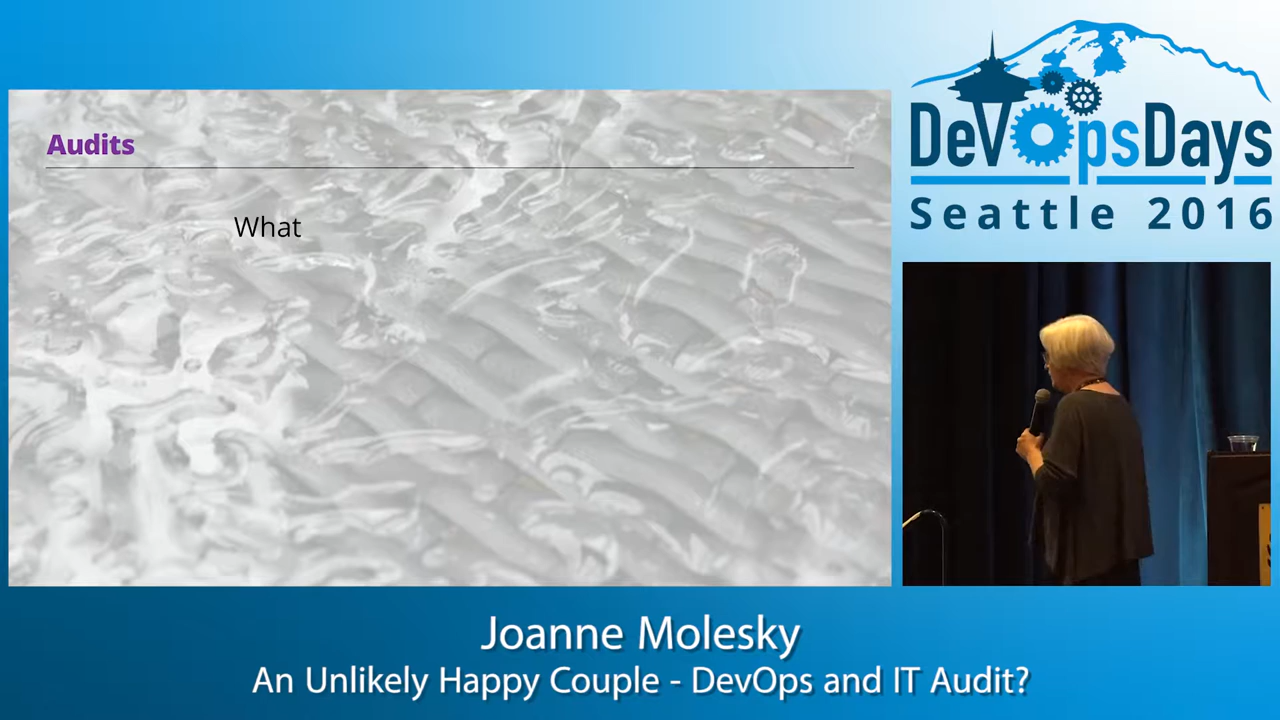 Audits
What
DevOpsDays
Seattle 2016
Joanne Molesky
An Unlikely Happy Couple - DevOps and IT Audit?